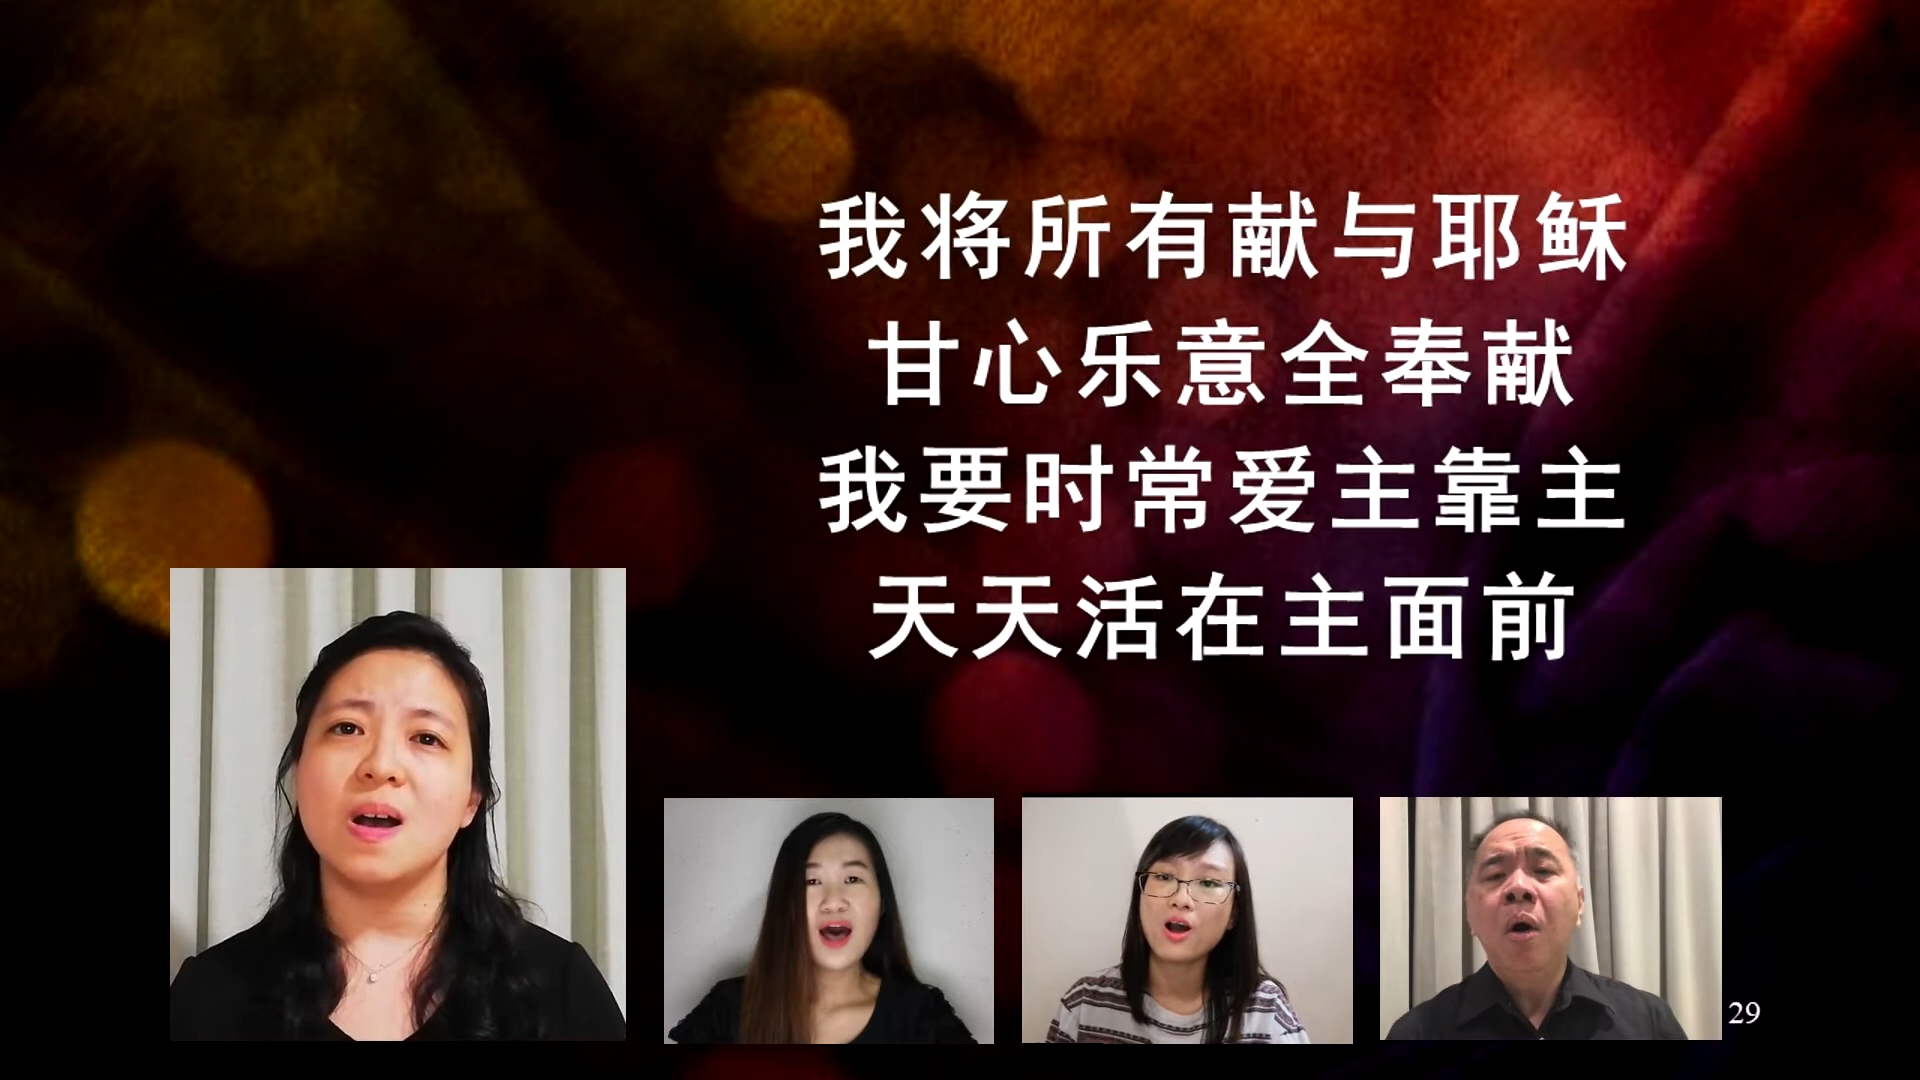 我将所有献与耶稣
甘心乐意全奉献
我要时常爱主靠主
天天活在主面前
29